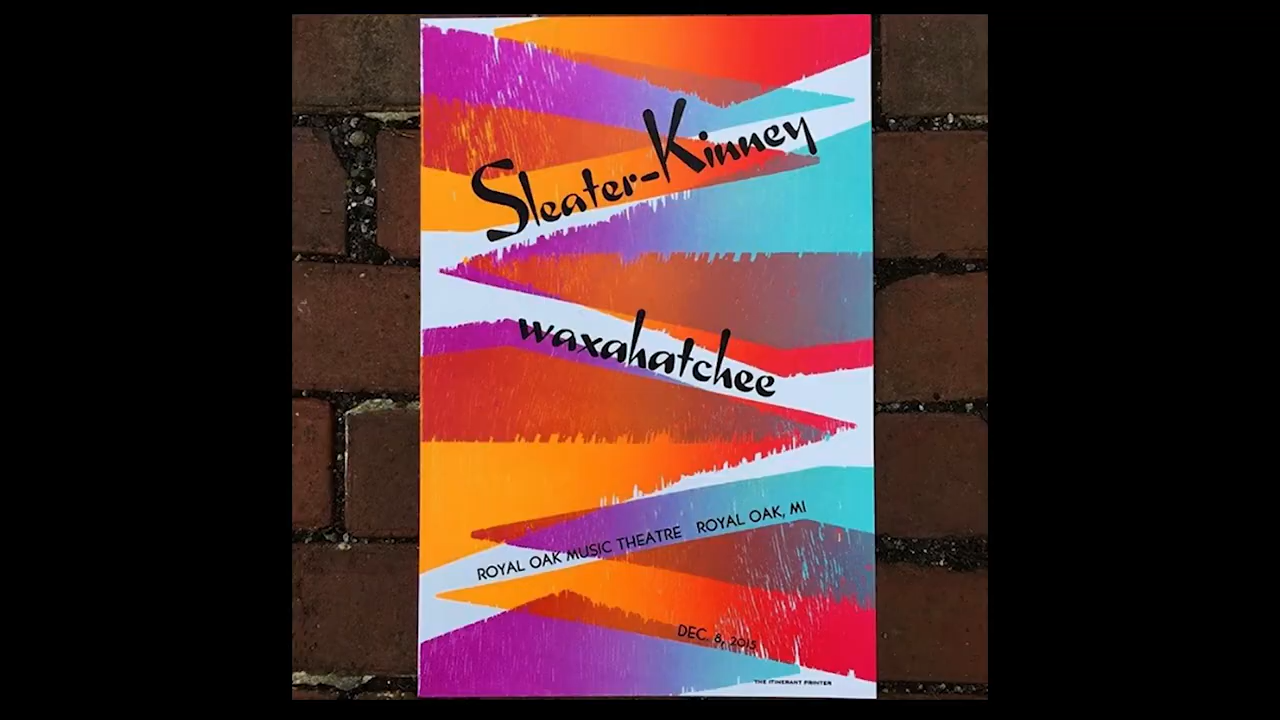 Sleater-Kinney
waxahatchee
ROYAL OAK MUSIC THEATRE ROYAL OAK, MI
DEC. 8, 2015
THE ITINERANT PRINTER